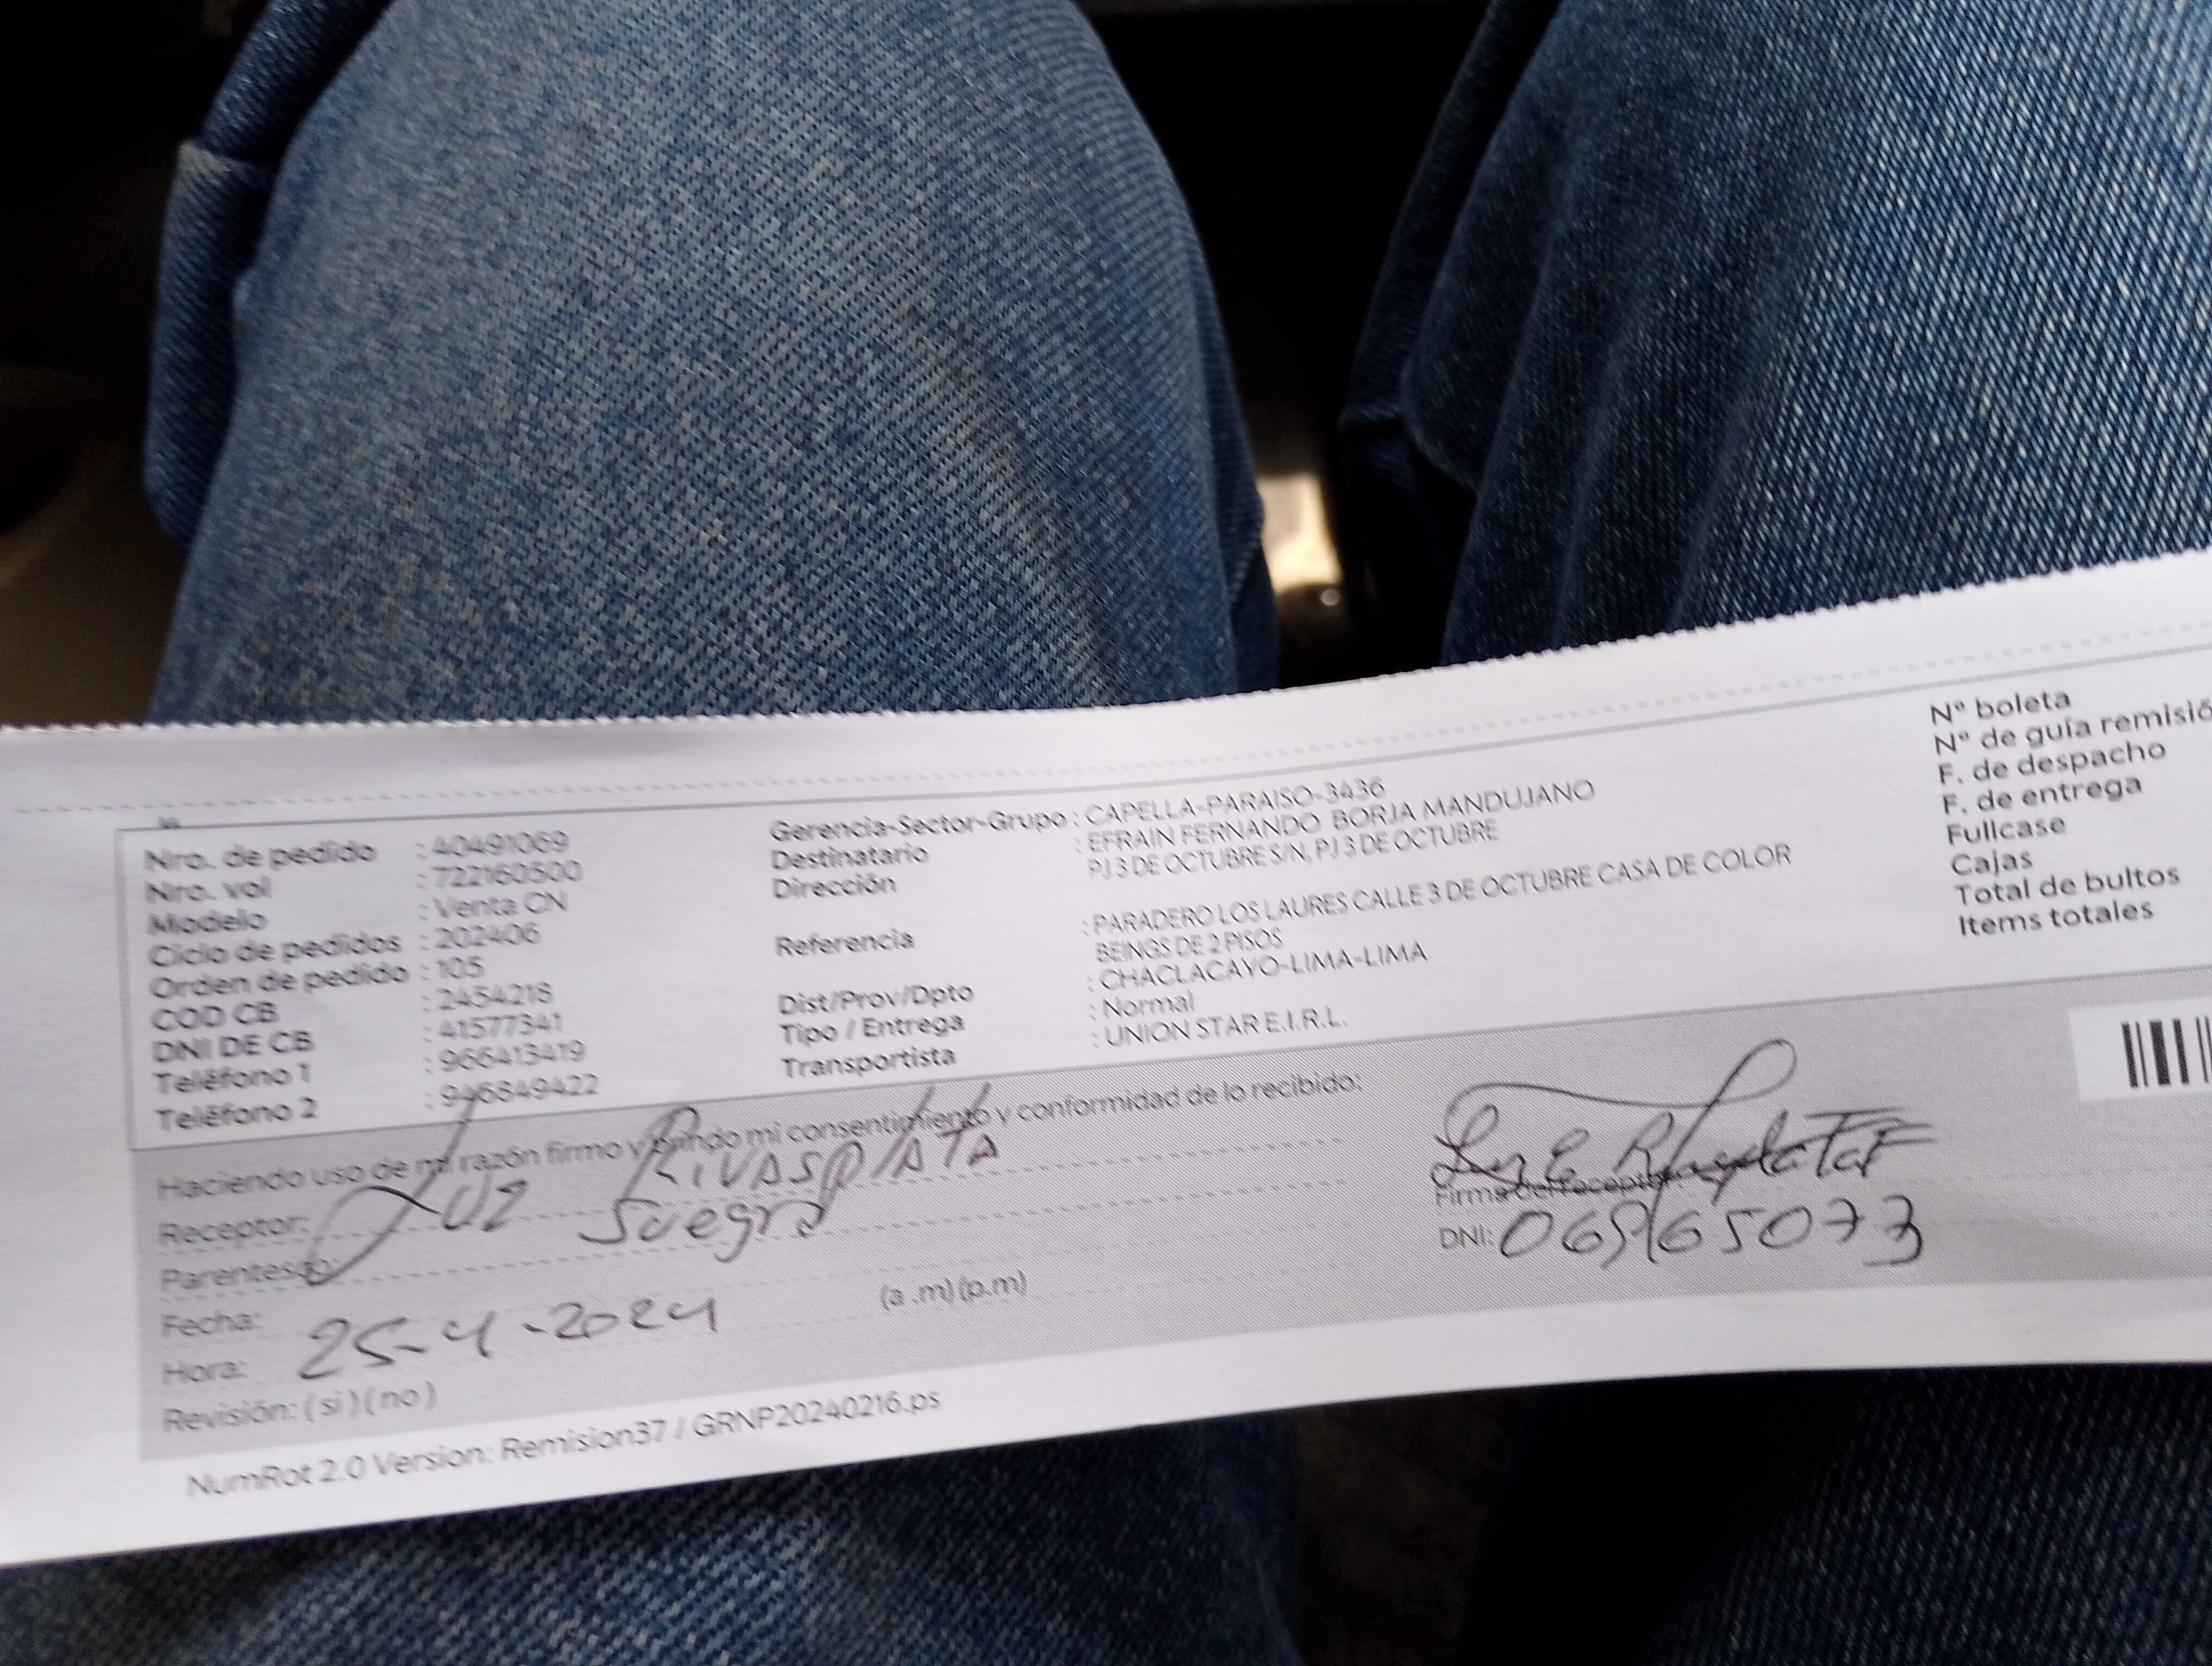 Nro. de pedido : 40491069
Nro. vol : 722160500
Modelo : Venta CN
Ciclo de pedidos : 202406
Orden de pedido : 105
COD CB : 2454218
DNI DE CB : 41577341
Teléfono 1 : 966413419
Teléfono 2 : 946849422
Gerencia-Sector-Grupo : CAPELLA-PARAISO-3436
Destinatario : EFRAIN FERNANDO BORJA MANDUJANO
Dirección PJ 3 DE OCTUBRE S/N, PJ 3 DE OCTUBRE
Referencia : PARADERO LOS LAURES CALLE 3 DE OCTUBRE CASA DE COLOR
BEINGS DE 2 PISOS
Dist/Prov/Dpto : CHACLACAYO-LIMA-LIMA
Tipo / Entrega : Normal
Transportista : UNION STAR E.I.R.L.
Nº boleta
Nº de guía remisió
F. de despacho
F. de entrega
Fullcase
Cajas
Total de bultos
Items totales
Haciendo uso de mi razón firmo y brindo mi consentimiento y conformidad de lo recibido:
Receptor: Luz Rivasplata
Parentesco: Suegra
Fecha: 25-4-2024
Hora: (a .m) (p.m)
Revisión: ( si ) ( no )
Firma del receptor
DNI:
NumRot 2.0 Version: Remision37 / GRNP20240216.ps